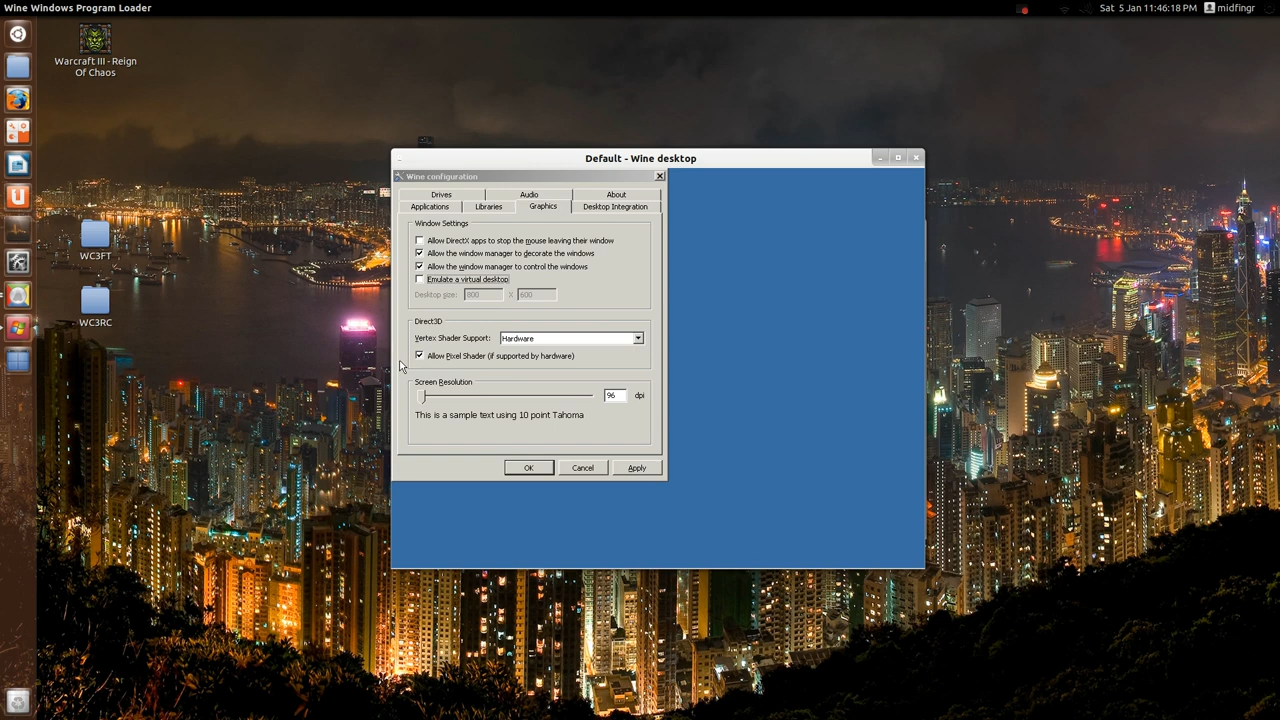 Wine Windows Program Loader
Sat 5 Jan 11:46:18 PM midfingr
Warcraft III - Reign
Of Chaos
WC3FT
WC3RC
Default - Wine desktop
Wine configuration
Drives Audio About
Applications Libraries Graphics Desktop Integration
Window Settings
Allow DirectX apps to stop the mouse leaving their window
Allow the window manager to decorate the windows
Allow the window manager to control the windows
Emulate a virtual desktop
Desktop size: 800 X 600
Direct3D
Vertex Shader Support: Hardware
Allow Pixel Shader (if supported by hardware)
Screen Resolution
96 dpi
This is a sample text using 10 point Tahoma
OK Cancel Apply